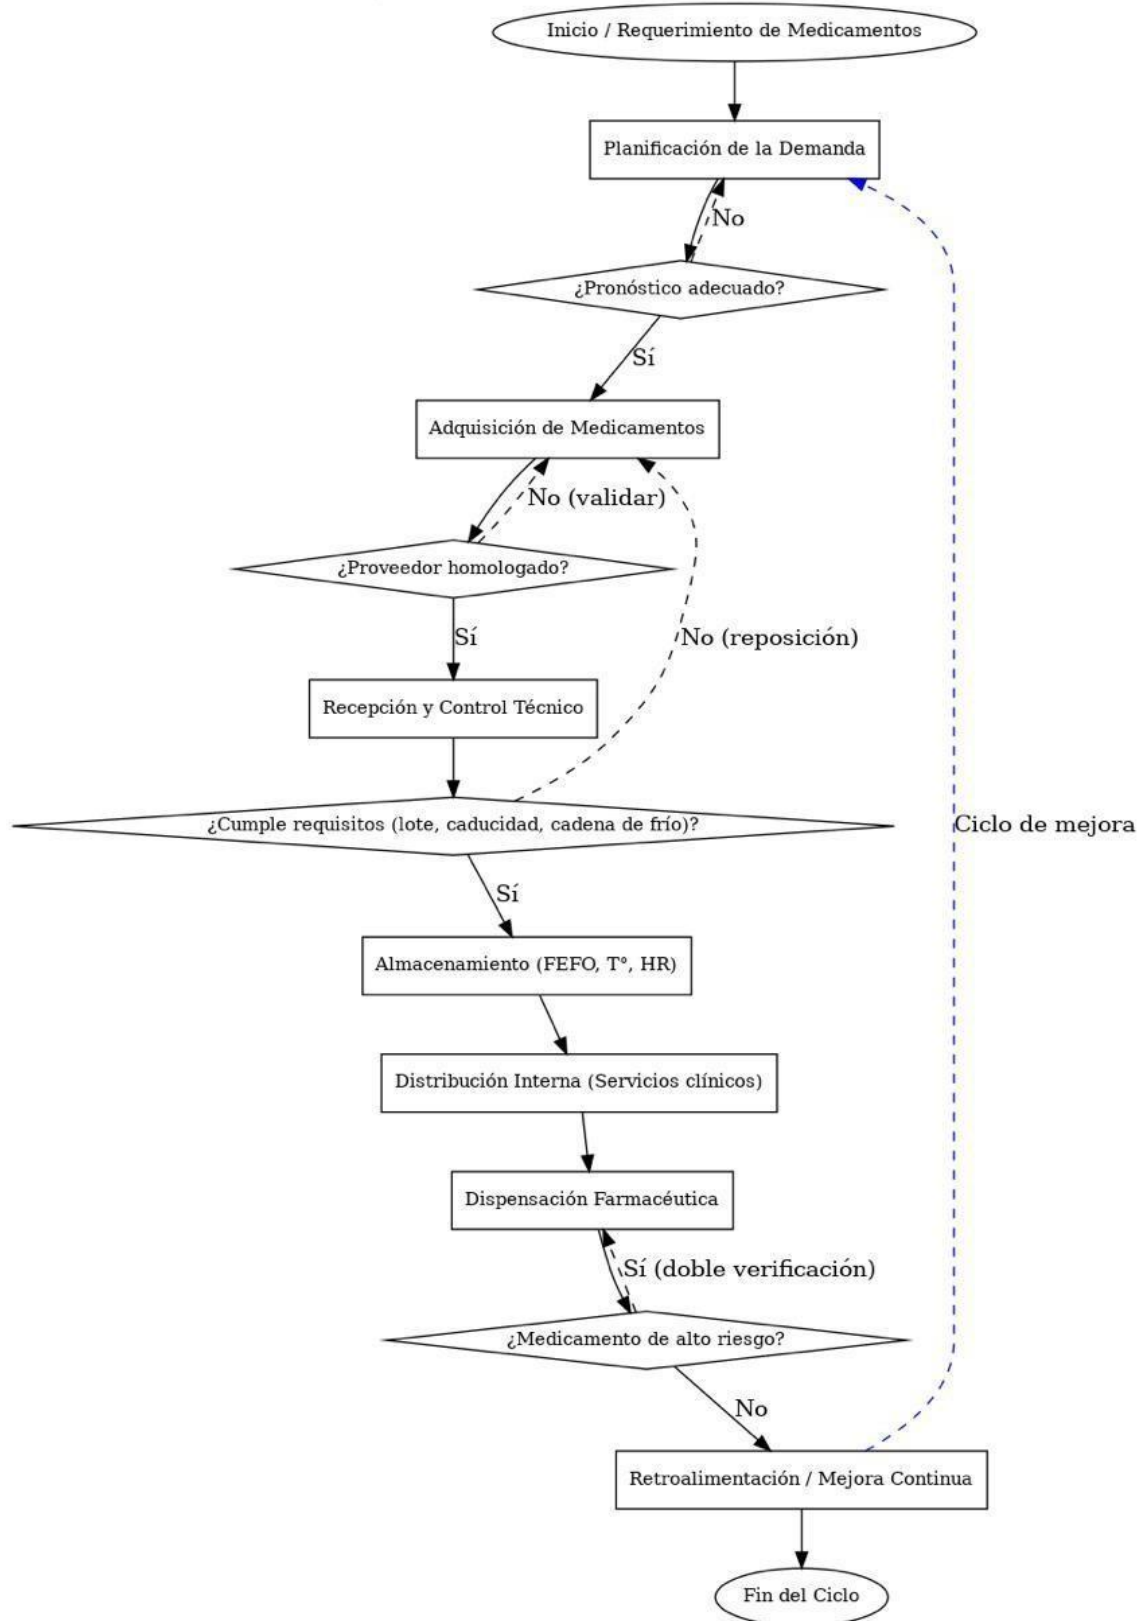 Inicio / Requerimiento de Medicamentos
Planificación de la Demanda
No
¿Pronóstico adecuado?
Sí
Adquisición de Medicamentos
No (validar)
¿Proveedor homologado?
Sí
No (reposición)
Recepción y Control Técnico
¿Cumple requisitos (lote, caducidad, cadena de frío)?
Ciclo de mejora
Sí
Almacenamiento (FEFO, T°, HR)
Distribución Interna (Servicios clínicos)
Dispensación Farmacéutica
Sí (doble verificación)
¿Medicamento de alto riesgo?
No
Retroalimentación / Mejora Continua
Fin del Ciclo